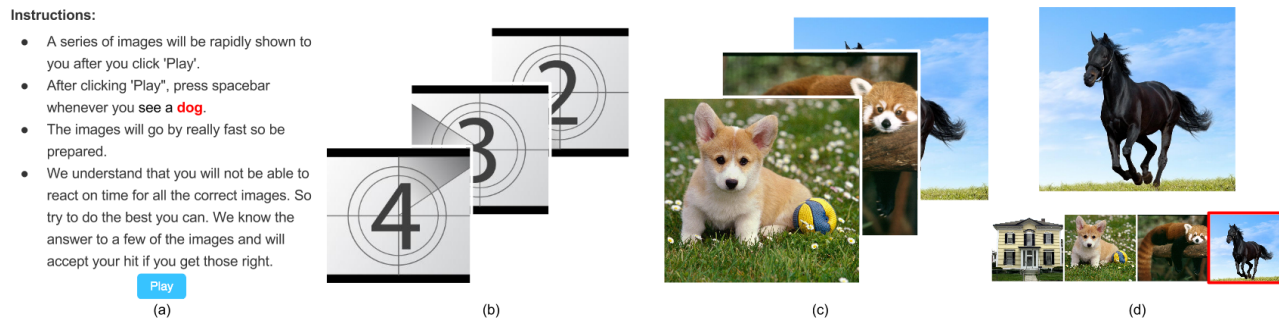 Instructions:
● A series of images will be rapidly shown to
you after you click 'Play'.
● After clicking 'Play", press spacebar
whenever you see a dog.
● The images will go by really fast so be
prepared.
● We understand that you will not be able to
react on time for all the correct images. So
try to do the best you can. We know the
answer to a few of the images and will
accept your hit if you get those right.
Play
(a)
4
3
2
(b)
(c)
(d)